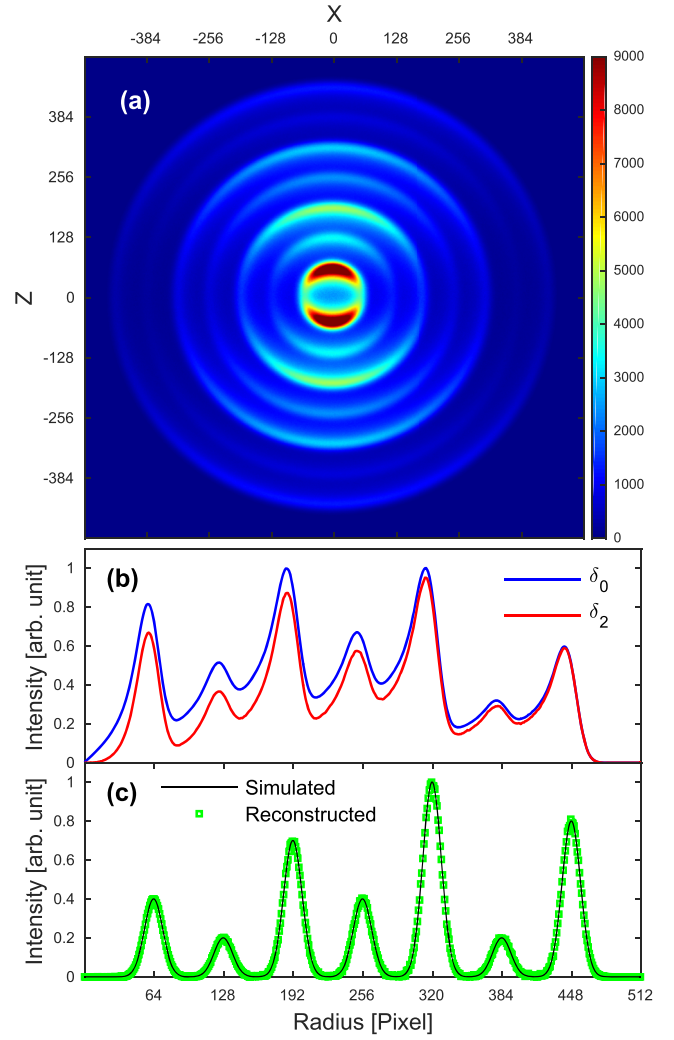 X
-384 -256 -128 0 128 256 384
(a)
Z
384
256
128
0
-128
-256
-384
9000
8000
7000
6000
5000
4000
3000
2000
1000
0
(b)
Intensity [arb. unit]
1
0.8
0.6
0.4
0.2
0
δ0
δ2
(c)
Intensity [arb. unit]
1
0.8
0.6
0.4
0.2
0
Simulated
Reconstructed
64 128 192 256 320 384 448 512
Radius [Pixel]